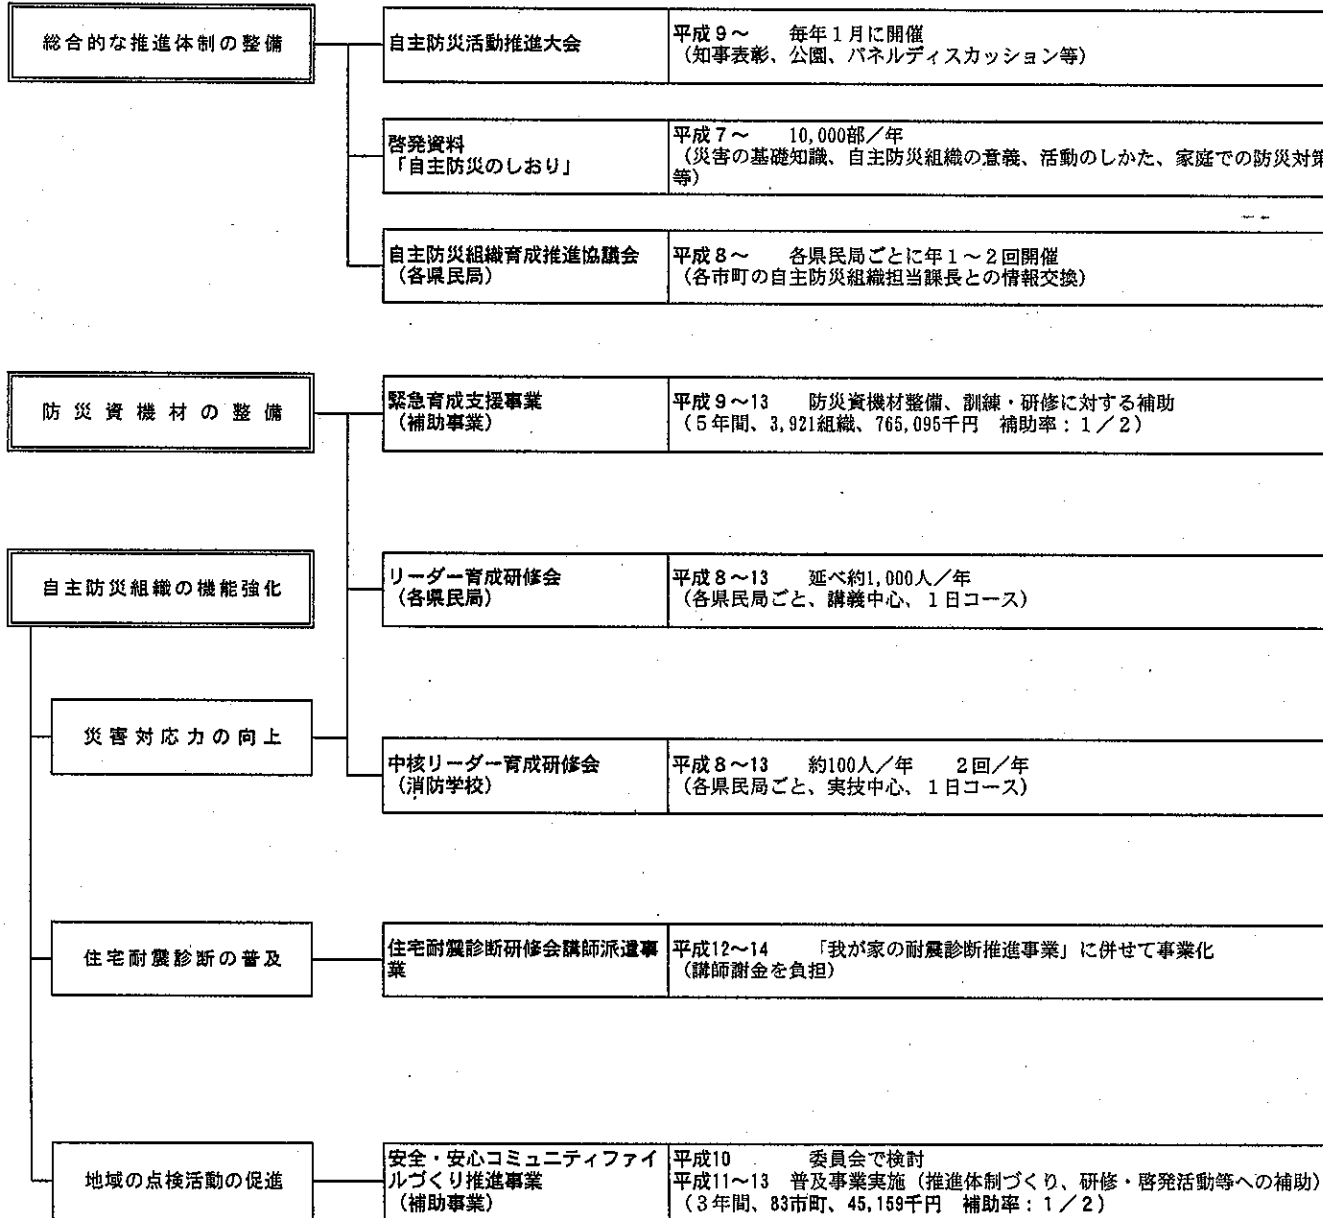 総合的な推進体制の整備
自主防災活動推進大会
平成9～　毎年1月に開催
（知事表彰、公園、パネルディスカッション等）
啓発資料
「自主防災のしおり」
平成7～　10,000部／年
（災害の基礎知識、自主防災組織の意義、活動のしかた、家庭での防災対策
等）
自主防災組織育成推進協議会
（各県民局）
平成8～　各県民局ごとに年1～2回開催
（各市町の自主防災組織担当課長との情報交換）
防災資機材の整備
緊急育成支援事業
（補助事業）
平成9～13　防災資機材整備、訓練・研修に対する補助
（5年間、3,921組織、765,095千円　補助率：1／2）
自主防災組織の機能強化
リーダー育成研修会
（各県民局）
平成8～13　延べ約1,000人／年
（各県民局ごと、講義中心、1日コース）
災害対応力の向上
中核リーダー育成研修会
（消防学校）
平成8～13　約100人／年　2回／年
（各県民局ごと、実技中心、1日コース）
住宅耐震診断の普及
住宅耐震診断研修会講師派遣事
業
平成12～14　「我が家の耐震診断推進事業」に併せて事業化
（講師謝金を負担）
地域の点検活動の促進
安全・安心コミュニティファイ
ルづくり推進事業
（補助事業）
平成10　委員会で検討
平成11～13　普及事業実施（推進体制づくり、研修・啓発活動等への補助）
（3年間、83市町、45,159千円　補助率：1／2）